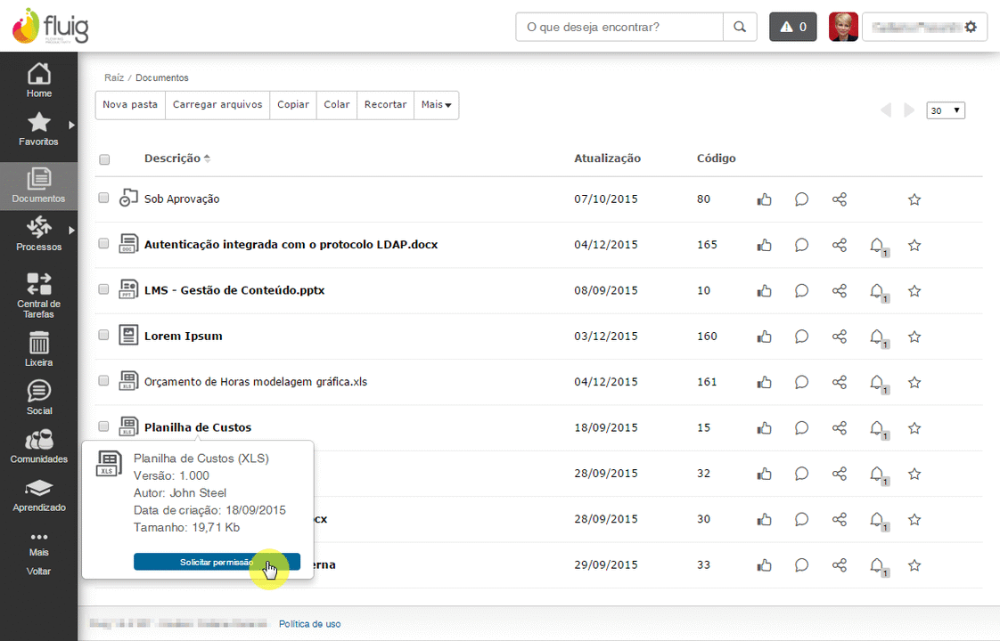 fluig
O que deseja encontrar?
0
Home
Favoritos
Documentos
Processos
Central de
Tarefas
Lixeira
Social
Comunidades
Aprendizado
Mais
Voltar
Raíz / Documentos
Nova pasta Carregar arquivos Copiar Colar Recortar Mais
30
Descrição Atualização Código
Sob Aprovação 07/10/2015 80
DOC Autenticação integrada com o protocolo LDAP.docx 04/12/2015 165 1
PPT LMS - Gestão de Conteúdo.pptx 08/09/2015 10 1
Lorem Ipsum 03/12/2015 160 1
XLS Orçamento de Horas modelagem gráfica.xls 04/12/2015 161 1
XLS Planilha de Custos 18/09/2015 15 1
28/09/2015 32 1
cx 28/09/2015 30 1
erna 29/09/2015 33 1
XLS
Planilha de Custos (XLS)
Versão: 1.000
Autor: John Steel
Data de criação: 18/09/2015
Tamanho: 19,71 Kb
Solicitar permissão
Política de uso